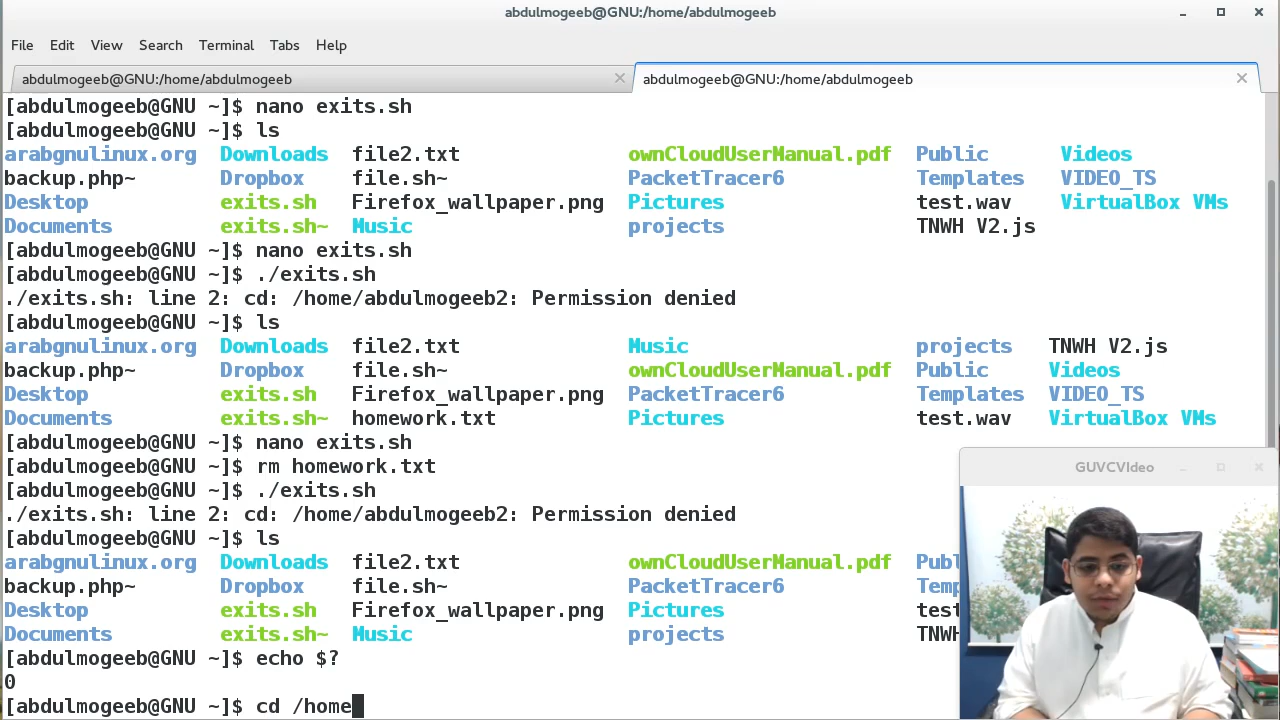 abdulmogeeb@GNU:/home/abdulmogeeb
File Edit View Search Terminal Tabs Help
abdulmogeeb@GNU:/home/abdulmogeeb abdulmogeeb@GNU:/home/abdulmogeeb
[abdulmogeeb@GNU ~]$ nano exits.sh
[abdulmogeeb@GNU ~]$ ls
arabgnulinux.org Downloads file2.txt ownCloudUserManual.pdf Public Videos
backup.php~ Dropbox file.sh~ PacketTracer6 Templates VIDEO_TS
Desktop exits.sh Firefox_wallpaper.png Pictures test.wav VirtualBox VMs
Documents exits.sh~ Music projects TNWH V2.js
[abdulmogeeb@GNU ~]$ nano exits.sh
[abdulmogeeb@GNU ~]$ ./exits.sh
./exits.sh: line 2: cd: /home/abdulmogeeb2: Permission denied
[abdulmogeeb@GNU ~]$ ls
arabgnulinux.org Downloads file2.txt Music projects TNWH V2.js
backup.php~ Dropbox file.sh~ ownCloudUserManual.pdf Public Videos
Desktop exits.sh Firefox_wallpaper.png PacketTracer6 Templates VIDEO_TS
Documents exits.sh~ homework.txt Pictures test.wav VirtualBox VMs
[abdulmogeeb@GNU ~]$ nano exits.sh
[abdulmogeeb@GNU ~]$ rm homework.txt
[abdulmogeeb@GNU ~]$ ./exits.sh
./exits.sh: line 2: cd: /home/abdulmogeeb2: Permission denied
[abdulmogeeb@GNU ~]$ ls
arabgnulinux.org Downloads file2.txt ownCloudUserManual.pdf Publ
backup.php~ Dropbox file.sh~ PacketTracer6 Temp
Desktop exits.sh Firefox_wallpaper.png Pictures test
Documents exits.sh~ Music projects TNWH
[abdulmogeeb@GNU ~]$ echo $?
0
[abdulmogeeb@GNU ~]$ cd /home
GUVCVIdeo